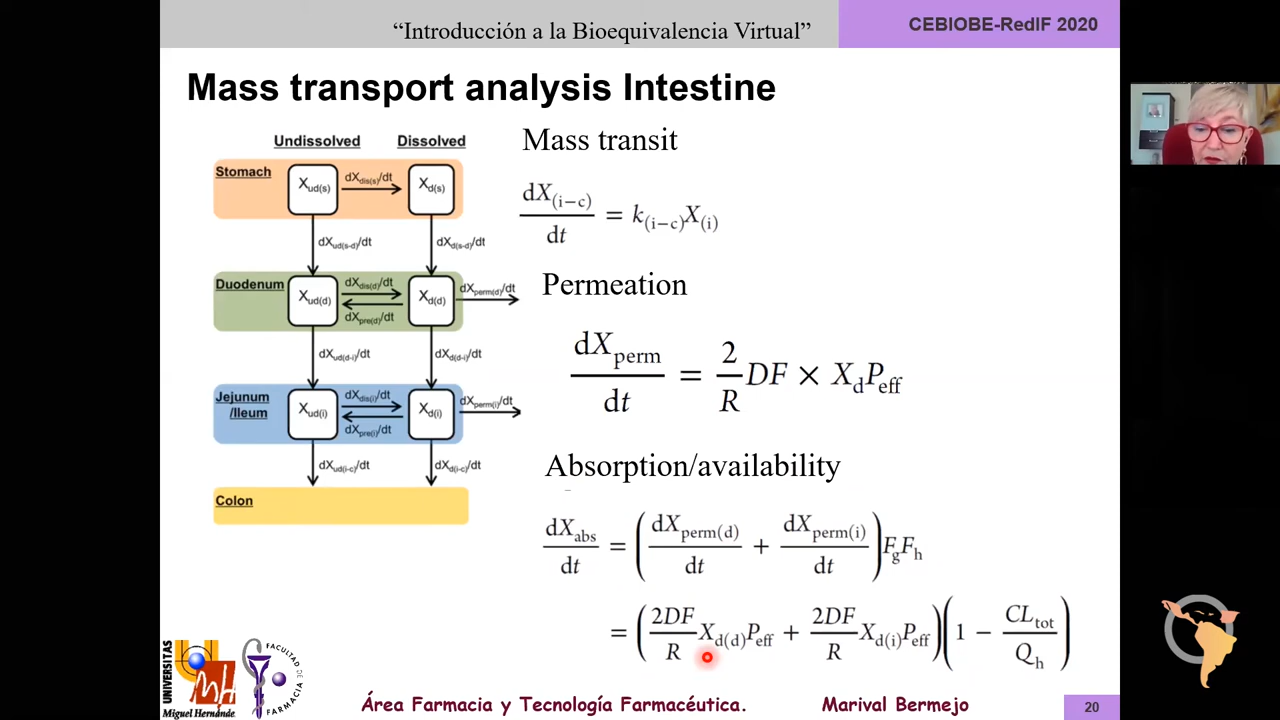 “Introducción a la Bioequivalencia Virtual”
CEBIOBE-RedIF 2020
Mass transport analysis Intestine
Undissolved Dissolved
Stomach
X_ud(s) dX_dis(s)/dt X_d(s)
dX_ud(s-d)/dt dX_d(s-d)/dt
Duodenum
X_ud(d) dX_dis(d)/dt X_d(d) dX_perm(d)/dt
dX_pre(d)/dt
dX_ud(d-i)/dt dX_d(d-i)/dt
Jejunum
/Ileum
X_ud(i) dX_dis(i)/dt X_d(i) dX_perm(i)/dt
dX_pre(i)/dt
dX_ud(i-c)/dt dX_d(i-c)/dt
Colon
Mass transit
dX_(i−c)/dt = k_(i−c)X_(i)
Permeation
dX_perm/dt = 2/R DF × X_dP_eff
Absorption/availability
dX_abs/dt = (dX_perm(d)/dt + dX_perm(i)/dt)F_gF_h
= (2DF/R X_d(d)P_eff + 2DF/R X_d(i)P_eff)(1 − CL_tot/Q_h)
UNIVERSITAS
Miguel Hernández
FACULTAD DE FARMACIA
Área Farmacia y Tecnología Farmacéutica. Marival Bermejo
20